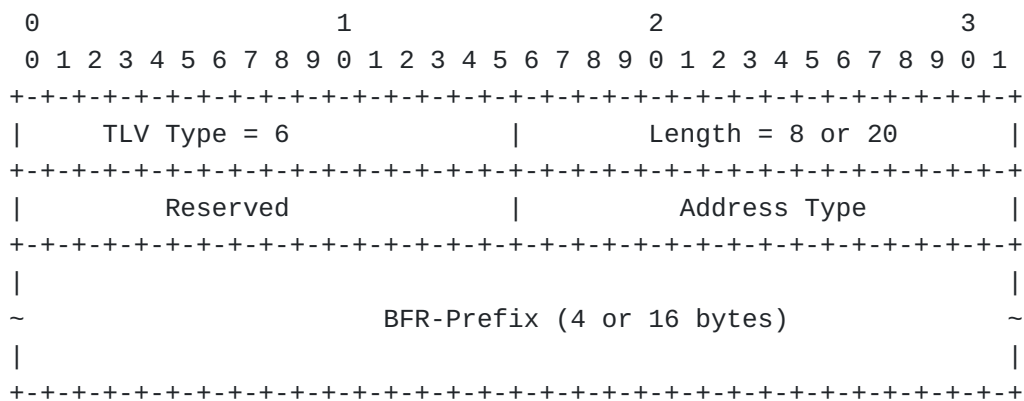 0                   1                   2                   3
 0 1 2 3 4 5 6 7 8 9 0 1 2 3 4 5 6 7 8 9 0 1 2 3 4 5 6 7 8 9 0 1
+-+-+-+-+-+-+-+-+-+-+-+-+-+-+-+-+-+-+-+-+-+-+-+-+-+-+-+-+-+-+-+-+
|     TLV Type = 6              |        Length = 8 or 20       |
+-+-+-+-+-+-+-+-+-+-+-+-+-+-+-+-+-+-+-+-+-+-+-+-+-+-+-+-+-+-+-+-+
|         Reserved              |          Address Type         |
+-+-+-+-+-+-+-+-+-+-+-+-+-+-+-+-+-+-+-+-+-+-+-+-+-+-+-+-+-+-+-+-+
|                                                               |
~                       BFR-Prefix (4 or 16 bytes)              ~
|                                                               |
+-+-+-+-+-+-+-+-+-+-+-+-+-+-+-+-+-+-+-+-+-+-+-+-+-+-+-+-+-+-+-+-+